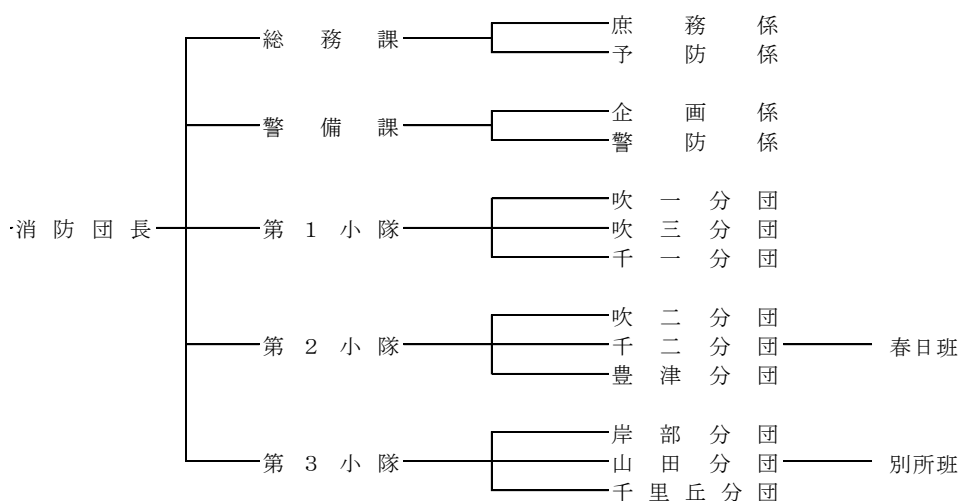 消防団長
総務課
庶務係
予防係
警備課
企画係
警防係
第1小隊
吹一分団
吹三分団
千一分団
第2小隊
吹二分団
千二分団
春日班
豊津分団
第3小隊
岸部分団
山田分団
別所班
千里丘分団